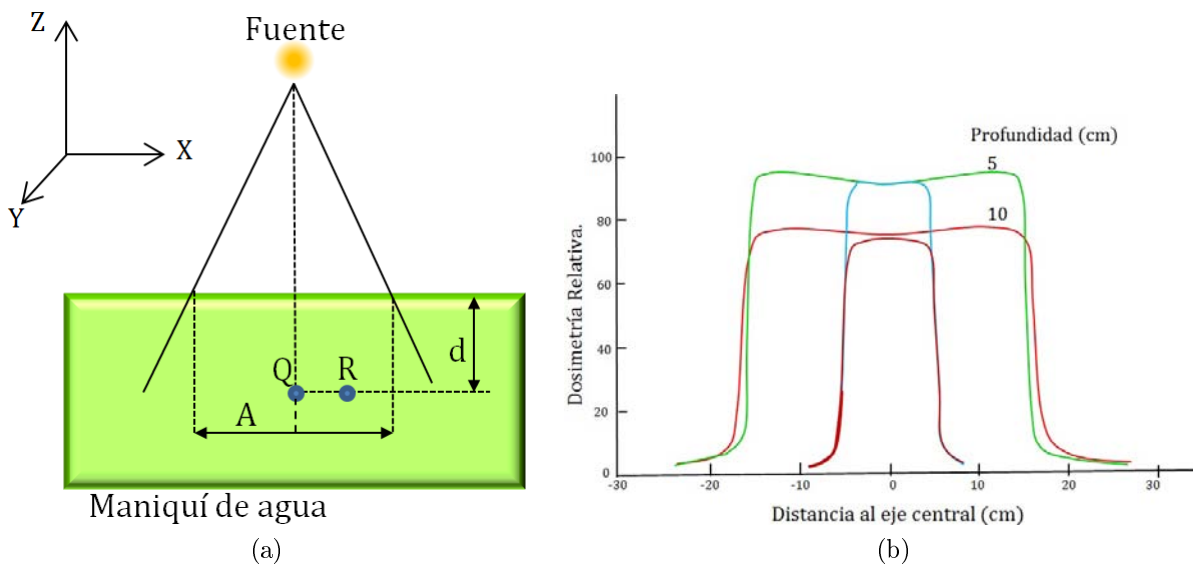 Z
X
Y
Fuente
Q
R
d
A
Maniquí de agua
(a)
Profundidad (cm)
5
10
Dosimetría Relativa.
100
80
60
40
20
0
-30
-20
-10
0
10
20
30
Distancia al eje central (cm)
(b)